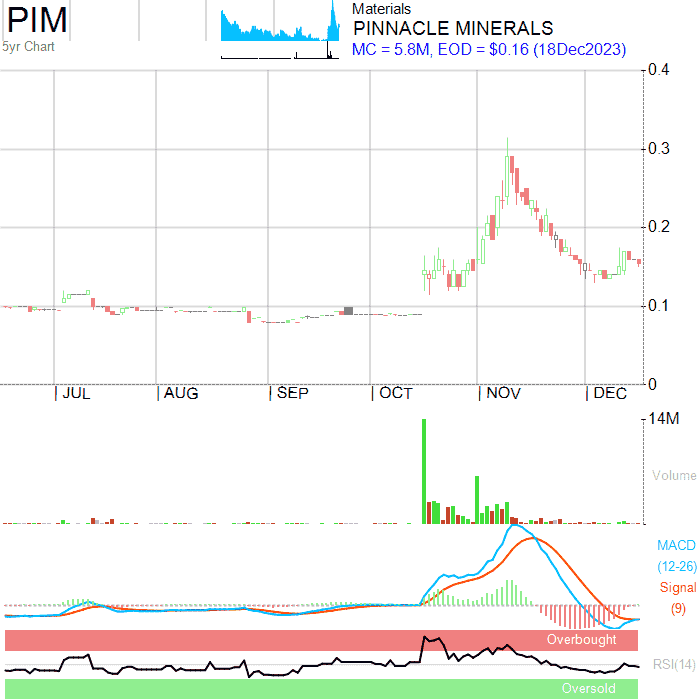 PIM
5yr Chart
Materials
PINNACLE MINERALS
MC = 5.8M, EOD = $0.16 (18Dec2023)
0.4
0.3
0.2
0.1
0
JUL AUG SEP OCT NOV DEC
14M
Volume
MACD
(12-26)
Signal
(9)
Overbought
RSI(14)
Oversold